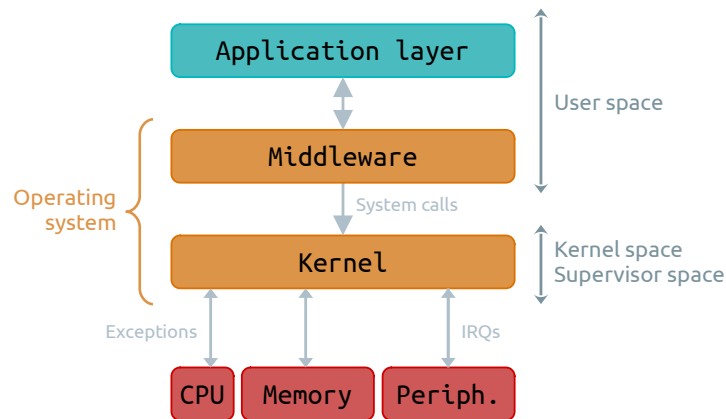 Application layer
User space
Middleware
Operating
system
System calls
Kernel
Kernel space
Supervisor space
Exceptions
IRQs
CPU
Memory
Periph.